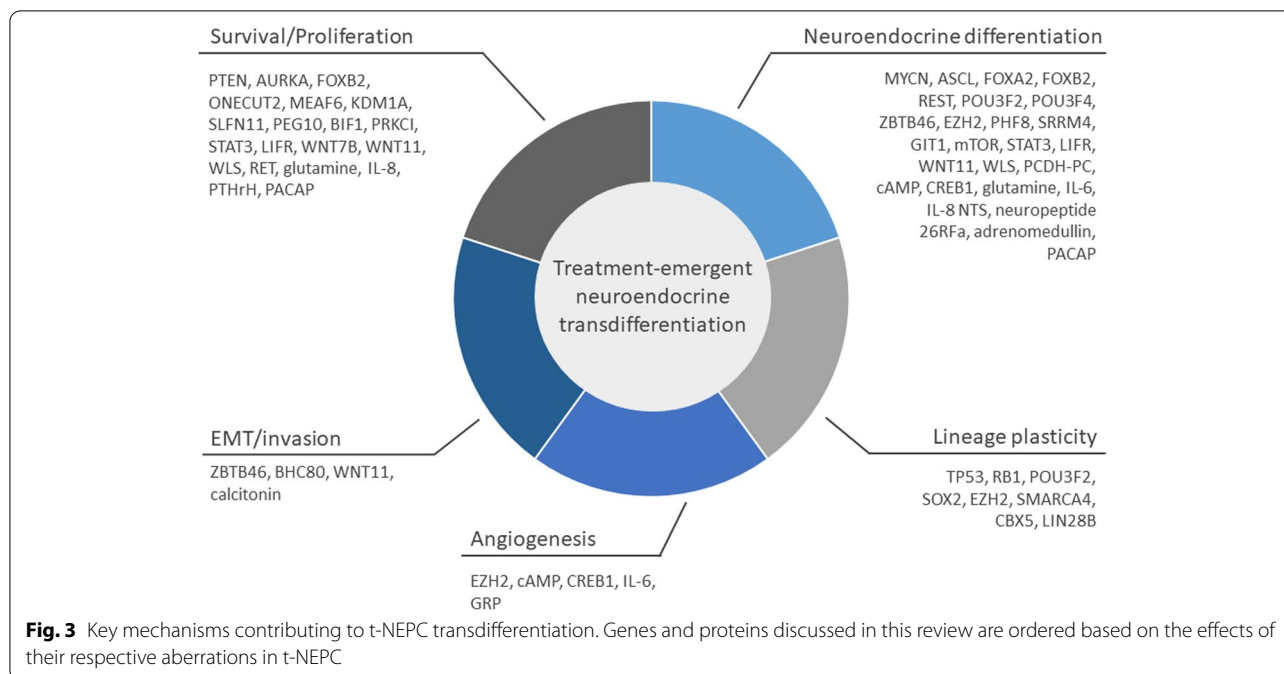 Survival/Proliferation
PTEN, AURKA, FOXB2,
ONECUT2, MEAF6, KDM1A,
SLFN11, PEG10, BIF1, PRKCI,
STAT3, LIFR, WNT7B, WNT11,
WLS, RET, glutamine, IL-8,
PTHrH, PACAP
Neuroendocrine differentiation
MYCN, ASCL, FOXA2, FOXB2,
REST, POU3F2, POU3F4,
ZBTB46, EZH2, PHF8, SRRM4,
GIT1, mTOR, STAT3, LIFR,
WNT11, WLS, PCDH-PC,
cAMP, CREB1, glutamine, IL-6,
IL-8 NTS, neuropeptide
26RFa, adrenomedullin,
PACAP
Treatment-emergent
neuroendocrine
transdifferentiation
EMT/invasion
ZBTB46, BHC80, WNT11,
calcitonin
Lineage plasticity
TP53, RB1, POU3F2,
SOX2, EZH2, SMARCA4,
CBX5, LIN28B
Angiogenesis
EZH2, cAMP, CREB1, IL-6,
GRP
Fig. 3 Key mechanisms contributing to t-NEPC transdifferentiation. Genes and proteins discussed in this review are ordered based on the effects of
their respective aberrations in t-NEPC